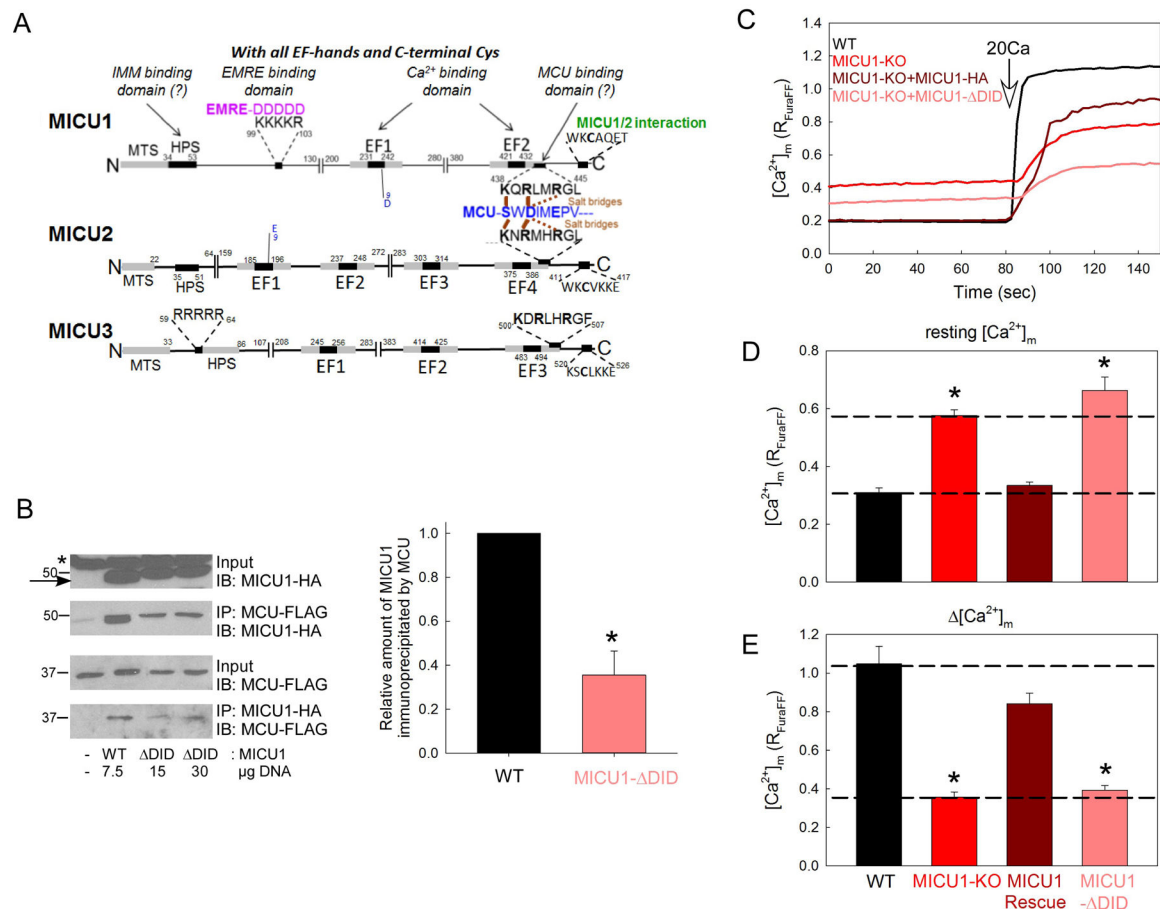 A
With all EF-hands and C-terminal Cys
IMM binding domain (?)
EMRE binding domain
Ca²⁺ binding domain
MCU binding domain (?)
EMRE-DDDDD
KKKKR
99 103
MICU1
MICU1/2 interaction
WKCAQET
MTS
HPS
EF1
EF2
N C
34 53 130 200 231 242 280 380 421 432
9
D
438 445
KQRLMRGL
Salt bridges
MCU-SWDIMEPV---
Salt bridges
KNRMHRGL
MICU2
E
9
N C
22 35 51 64 159 185 196 237 248 272 283 303 314 375 386 411 417
MTS HPS EF1 EF2 EF3 EF4
WKCVKKE
MICU3
RRRRR
59 64
KDRLHRGF
500 507
N C
33 86 107 208 245 256 283 383 414 425 483 494 520 526
MTS HPS EF1 EF2 EF3
KSCLKKE
B
*
50
Input
IB: MICU1-HA
50
IP: MCU-FLAG
IB: MICU1-HA
37
Input
IB: MCU-FLAG
37
IP: MICU1-HA
IB: MCU-FLAG
- WT ΔDID ΔDID : MICU1
- 7.5 15 30 µg DNA
Relative amount of MICU1
immunoprecipitated by MCU
1.0
0.8
0.6
0.4
0.2
0.0
*
WT MICU1-ΔDID
C
[Ca²⁺]m (RFuraFF)
1.4
1.2
1.0
0.8
0.6
0.4
0.2
0.0
WT
MICU1-KO
MICU1-KO+MICU1-HA
MICU1-KO+MICU1-ΔDID
20Ca
0 20 40 60 80 100 120 140
Time (sec)
D
resting [Ca²⁺]m
[Ca²⁺]m (RFuraFF)
0.8
0.6
0.4
0.2
0.0
* *
E
Δ[Ca²⁺]m
[Ca²⁺]m (RFuraFF)
1.2
1.0
0.8
0.6
0.4
0.2
0.0
* *
WT MICU1-KO MICU1 Rescue MICU1 -ΔDID